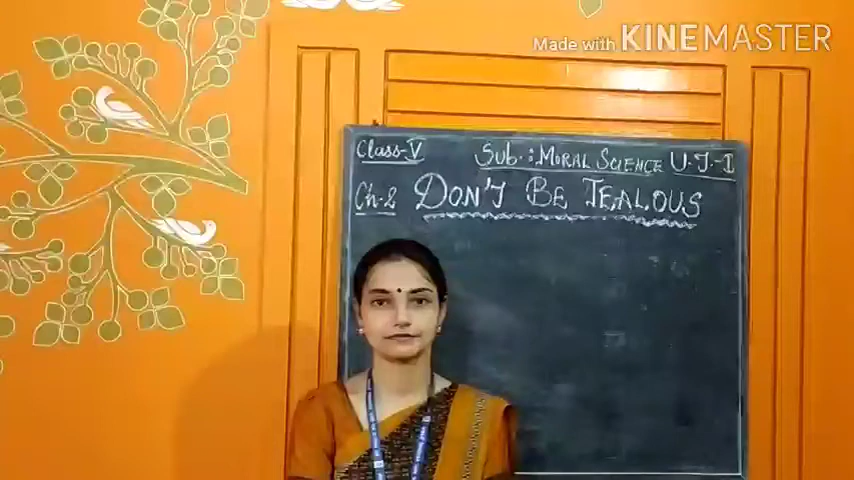 Made with KINEMASTER
Class-V Sub.: MORAL SCIENCE U.T-I
Ch-2 DON'T BE JEALOUS